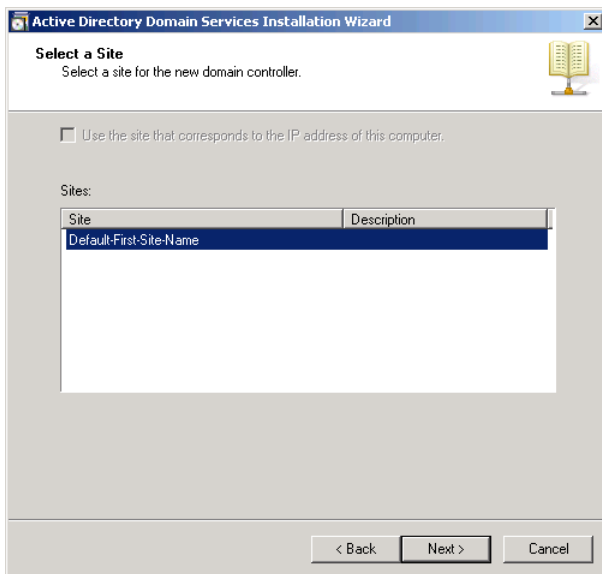 Active Directory Domain Services Installation Wizard
Select a Site
Select a site for the new domain controller.
Use the site that corresponds to the IP address of this computer.
Sites:
Site Description
Default-First-Site-Name
< Back Next > Cancel